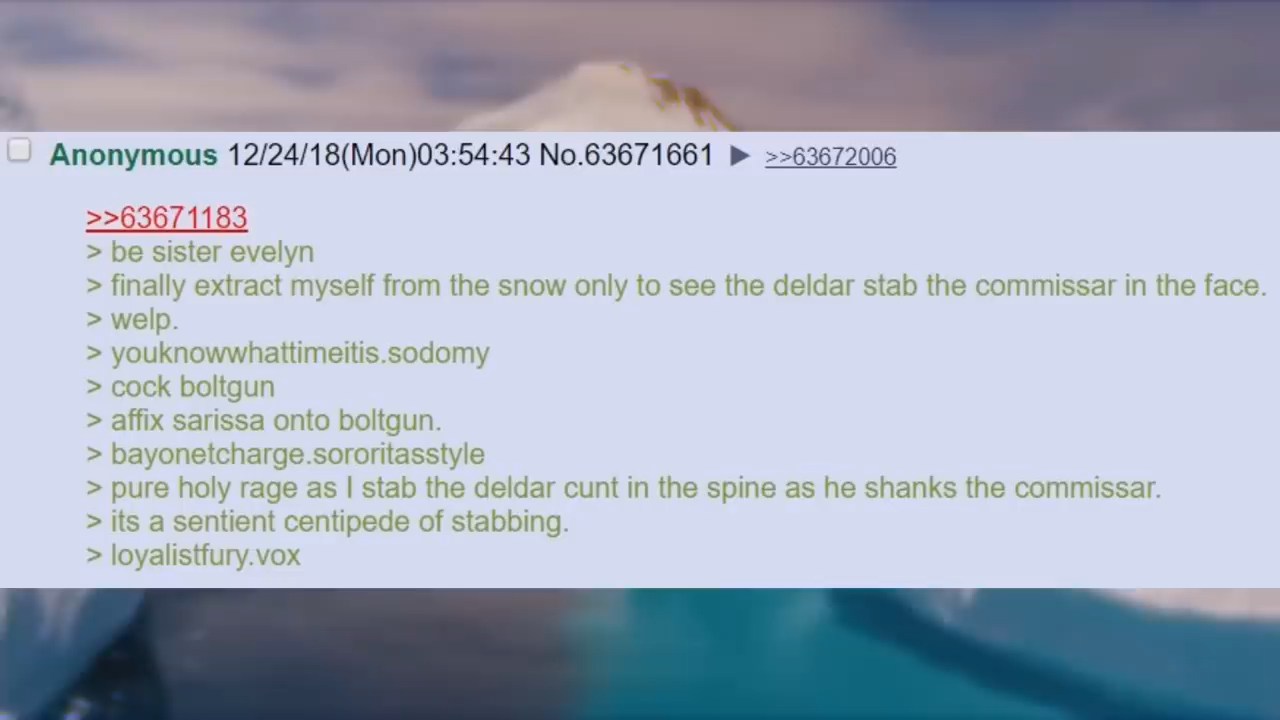 Anonymous 12/24/18(Mon)03:54:43 No.63671661 ▶ >>63672006
>>63671183
> be sister evelyn
> finally extract myself from the snow only to see the deldar stab the commissar in the face.
> welp.
> youknowwhattimeitis.sodomy
> cock boltgun
> affix sarissa onto boltgun.
> bayonetcharge.sororitasstyle
> pure holy rage as I stab the deldar cunt in the spine as he shanks the commissar.
> its a sentient centipede of stabbing.
> loyalistfury.vox